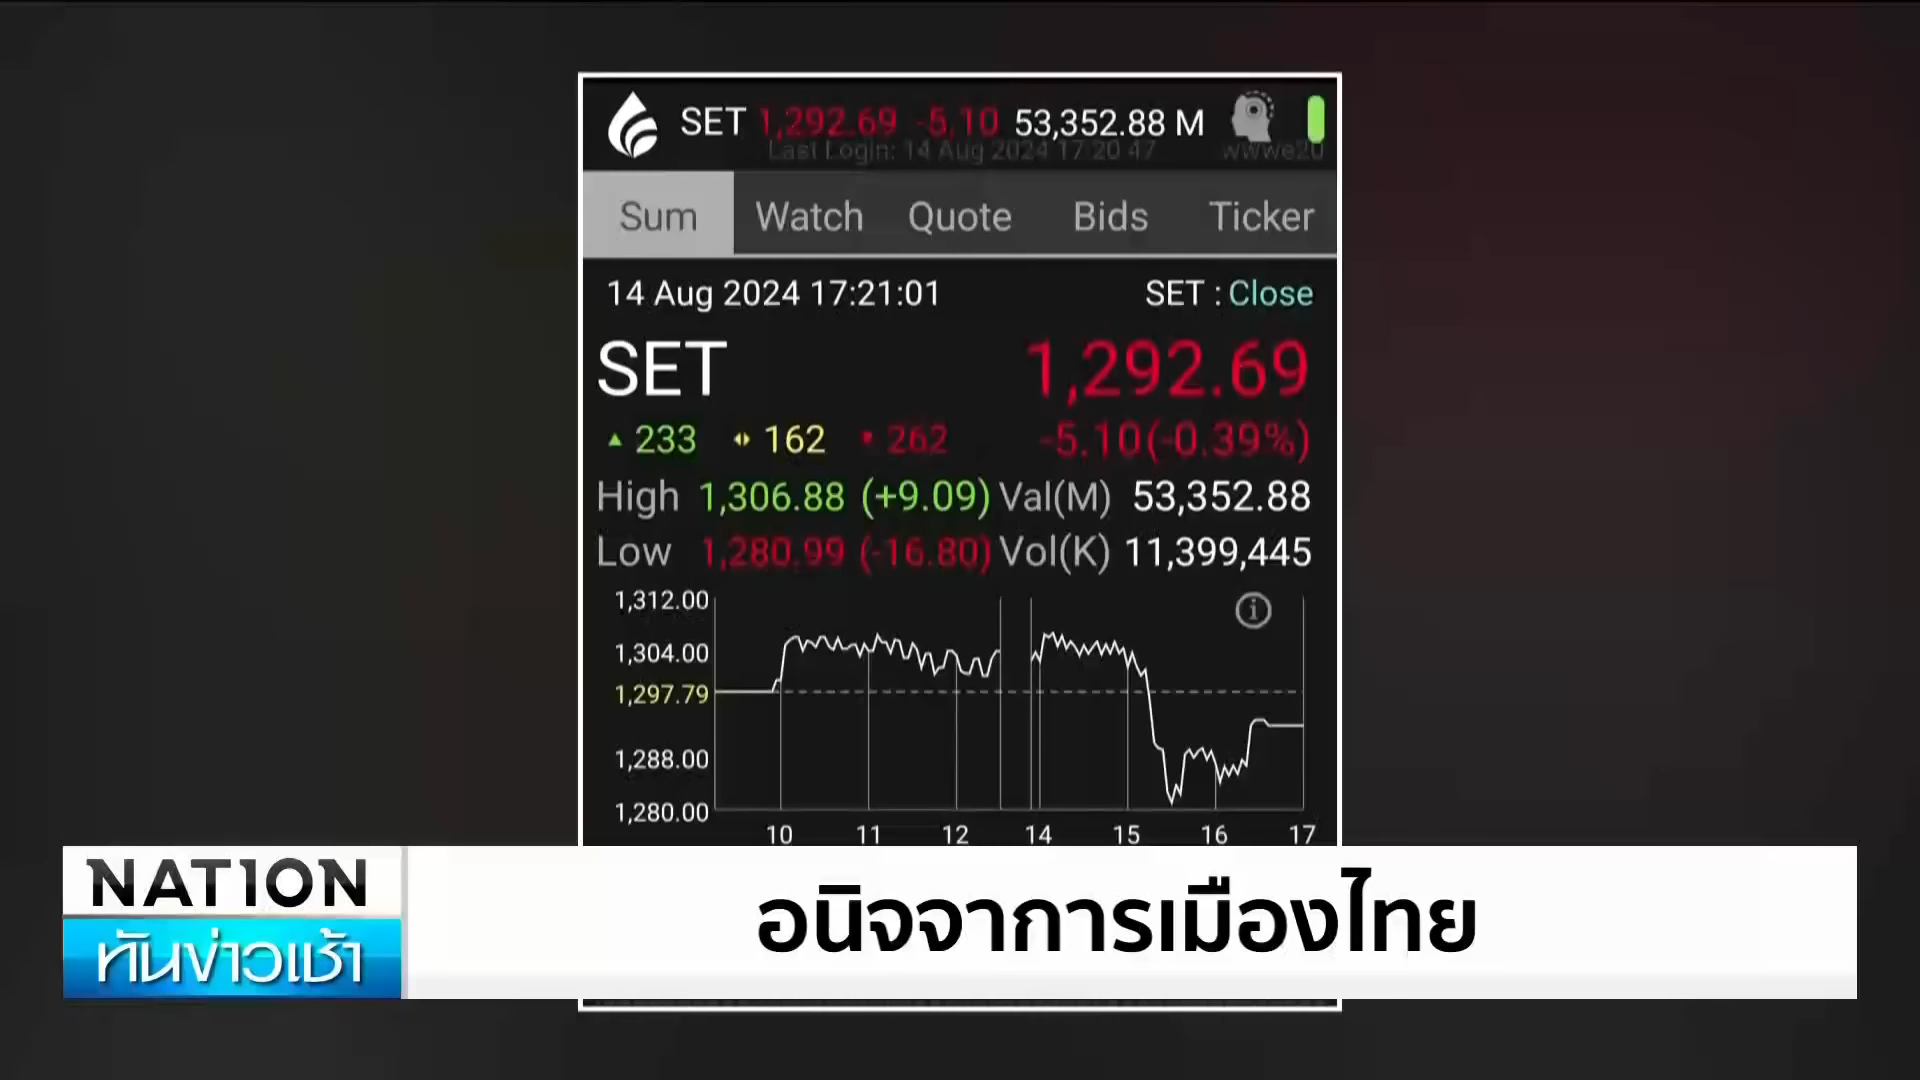 SET 1,292.69 -5.10 53,352.88 M
Last Login: 14 Aug 2024 17:20:47 wwwe20
Sum Watch Quote Bids Ticker
14 Aug 2024 17:21:01 SET : Close
SET 1,292.69
233 162 262 -5.10(-0.39%)
High 1,306.88 (+9.09) Val(M) 53,352.88
Low 1,280.99 (-16.80) Vol(K) 11,399,445
1,312.00
1,304.00
1,297.79
1,288.00
1,280.00
10 11 12 14 15 16 17
NATION
ทันข่าวเช้า
อนิจจาการเมืองไทย